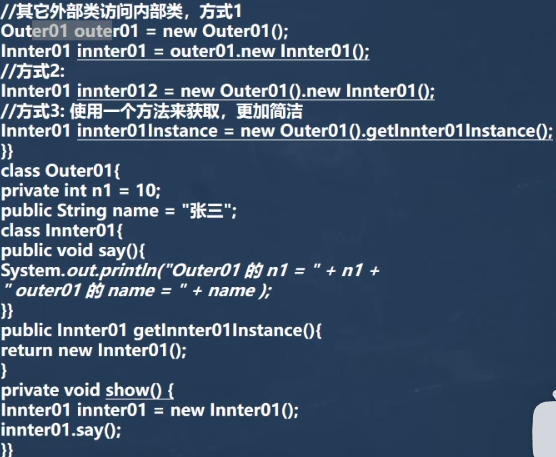 //其它外部类访问内部类，方式1
Outer01 outer01 = new Outer01();
Innter01 innter01 = outer01.new Innter01();
//方式2:
Innter01 innter012 = new Outer01().new Innter01();
//方式3: 使用一个方法来获取，更加简洁
Innter01 innter01Instance = new Outer01().getInnter01Instance();
}}
class Outer01{
private int n1 = 10;
public String name = "张三";
class Innter01{
public void say(){
System.out.println("Outer01 的 n1 = " + n1 +
" outer01 的 name = " + name );
}}
public Innter01 getInnter01Instance(){
return new Innter01();
}
private void show() {
Innter01 innter01 = new Innter01();
innter01.say();
}}